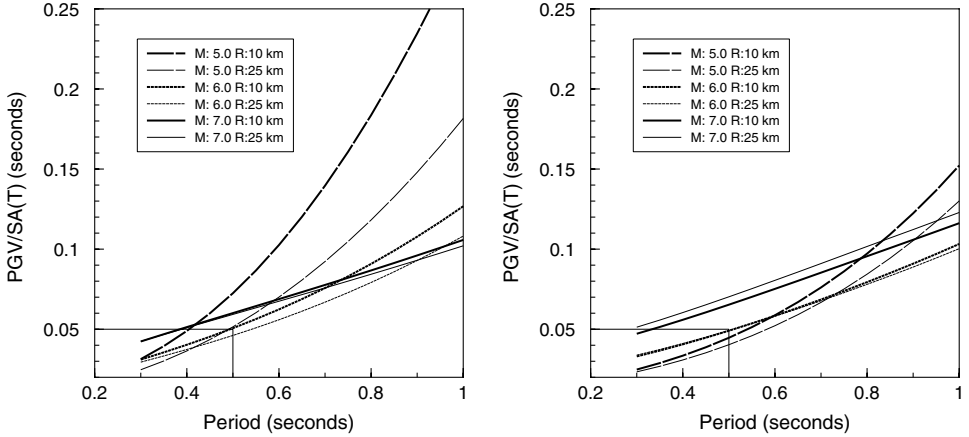 PGV/SA(T) (seconds)
0.25
0.2
0.15
0.1
0.05
M: 5.0 R:10 km
M: 5.0 R:25 km
M: 6.0 R:10 km
M: 6.0 R:25 km
M: 7.0 R:10 km
M: 7.0 R:25 km
0.2 0.4 0.6 0.8 1
Period (seconds)
PGV/SA(T) (seconds)
0.25
0.2
0.15
0.1
0.05
M: 5.0 R:10 km
M: 5.0 R:25 km
M: 6.0 R:10 km
M: 6.0 R:25 km
M: 7.0 R:10 km
M: 7.0 R:25 km
0.2 0.4 0.6 0.8 1
Period (seconds)